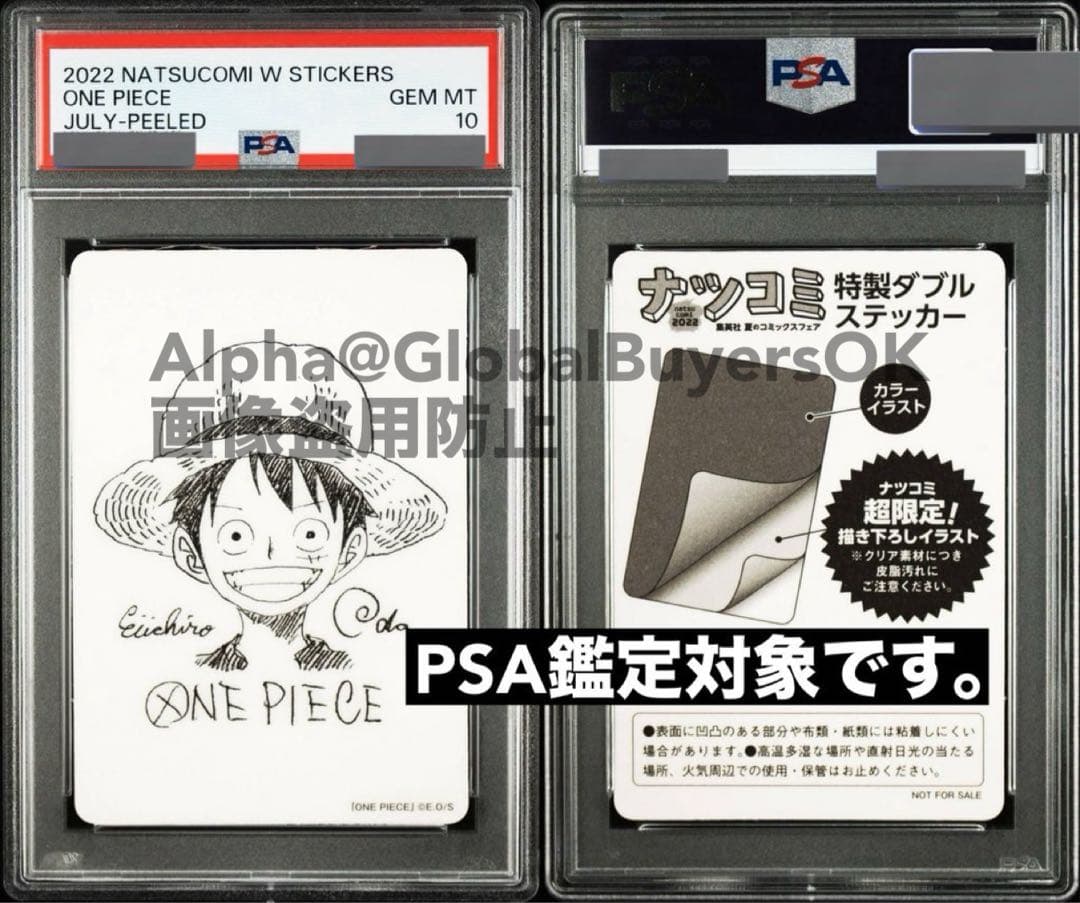 2022 NATSUCOMI W STICKERS
ONE PIECE GEM MT
JULY-PEELED 10
PSA
PSA
PSA
Alpha@GlobalBuyersOK
画像盗用防止
Eiichiro Oda
ONE PIECE
「ONE PIECE」©E.O/S
ナツコミ
natsu
comi
2022
集英社 夏のコミックスフェア
特製ダブル
ステッカー
カラー
イラスト
ナツコミ
超限定!
描き下ろしイラスト
※クリア素材につき
皮脂汚れに
ご注意ください。
PSA鑑定対象です。
●表面に凹凸のある部分や布類・紙類には粘着しにくい
場合があります。●高温多湿な場所や直射日光の当たる
場所、火気周辺での使用・保管はお止めください。
NOT FOR SALE
PSA